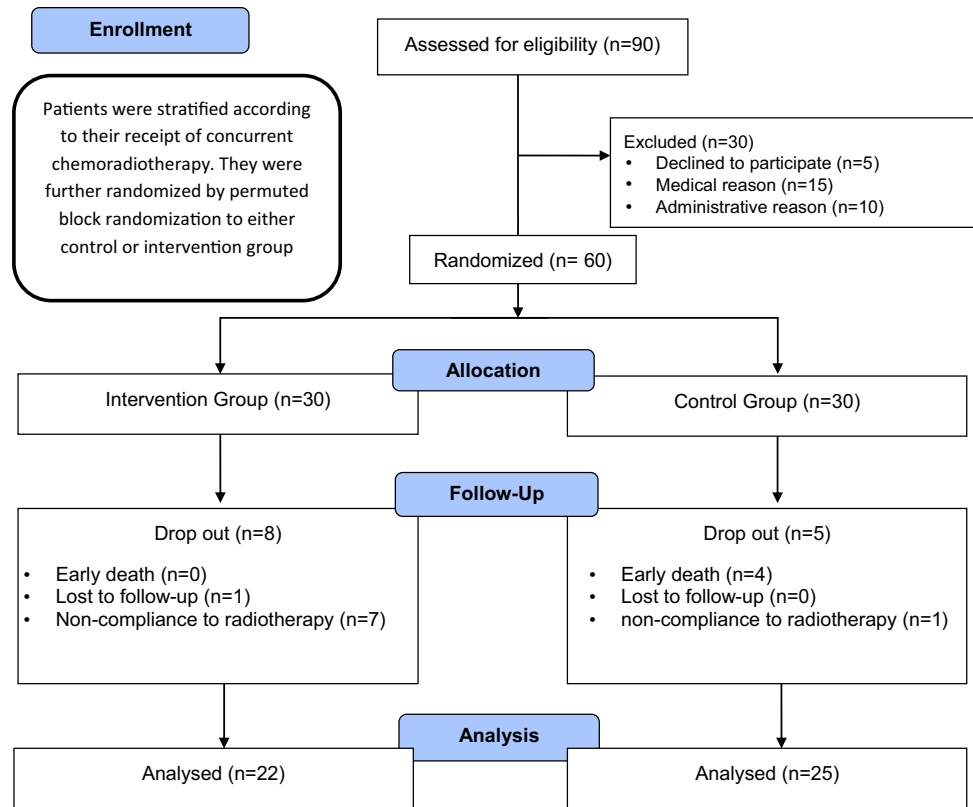 Enrollment
Assessed for eligibility (n=90)
Patients were stratified according
to their receipt of concurrent
chemoradiotherapy. They were
further randomized by permuted
block randomization to either
control or intervention group
Excluded (n=30)
• Declined to participate (n=5)
• Medical reason (n=15)
• Administrative reason (n=10)
Randomized (n= 60)
Allocation
Intervention Group (n=30)
Control Group (n=30)
Follow-Up
Drop out (n=8)
• Early death (n=0)
• Lost to follow-up (n=1)
• Non-compliance to radiotherapy (n=7)
Drop out (n=5)
• Early death (n=4)
• Lost to follow-up (n=0)
• non-compliance to radiotherapy (n=1)
Analysis
Analysed (n=22)
Analysed (n=25)